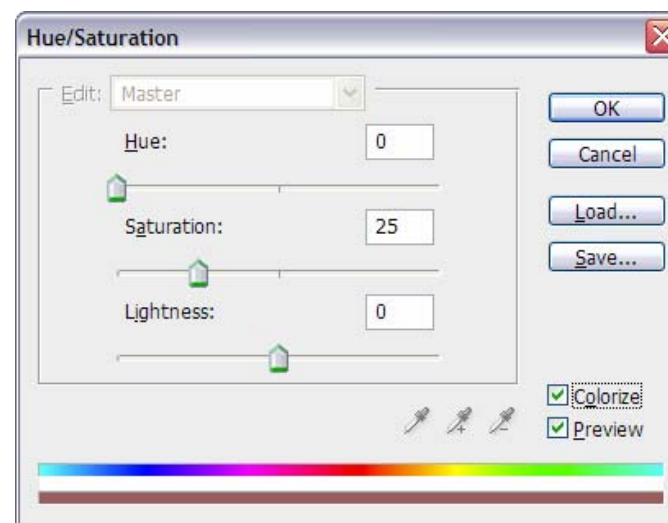 Hue/Saturation
Edit: Master
Hue: 0
Saturation: 25
Lightness: 0
OK
Cancel
Load...
Save...
Colorize
Preview